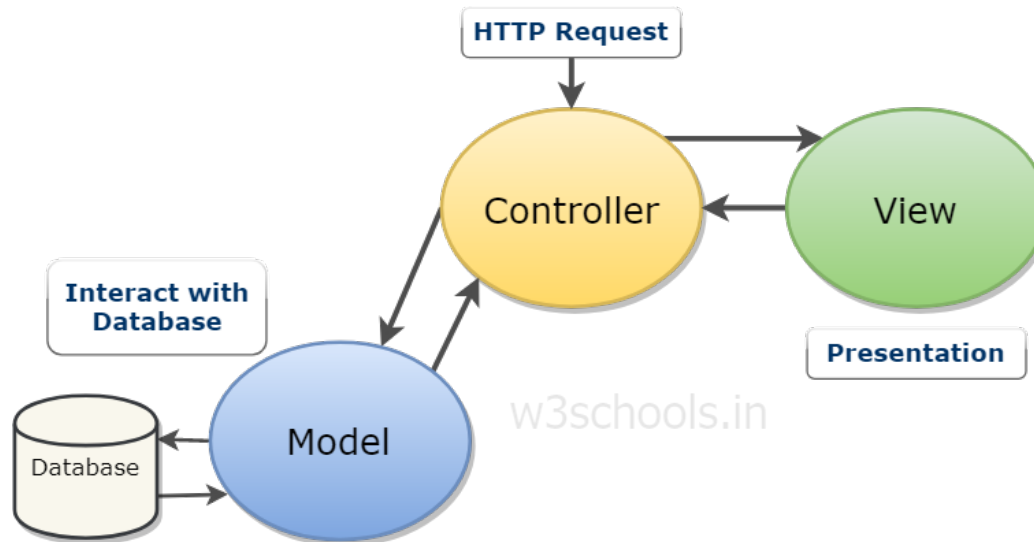 HTTP Request
Controller
View
Interact with
Database
Presentation
w3schools.in
Model
Database